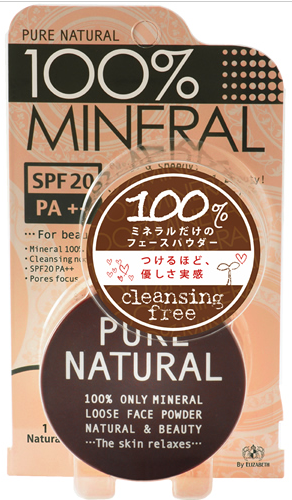 PURE NATURAL
100%
MINERAL
SPF20
PA ++
...For beau
• Mineral 100%
• Cleansing
• SPF20 PA++
• Pores focus
100%
ミネラルだけの
フェースパウダー
つけるほど、
優しさ実感
cleansing
free
PURE
NATURAL
100% ONLY MINERAL
LOOSE FACE POWDER
NATURAL & BEAUTY
...The skin relaxes...
1
Natura
By ELIZABETH